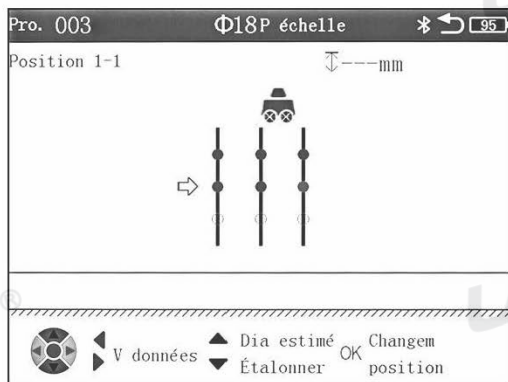 Pro. 003 Φ18P échelle 95
Position 1-1 ---mm
V données Dia estimé OK Changem
Étalonner position